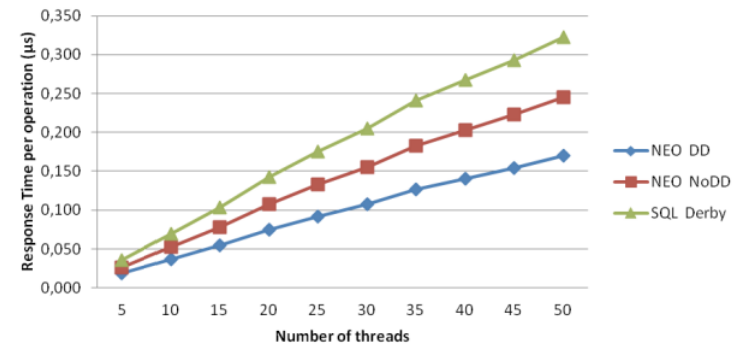 0,350
0,300
0,250
0,200
0,150
0,100
0,050
0,000
Response Time per operation (µs)
5 10 15 20 25 30 35 40 45 50
Number of threads
NEO DD
NEO NoDD
SQL Derby